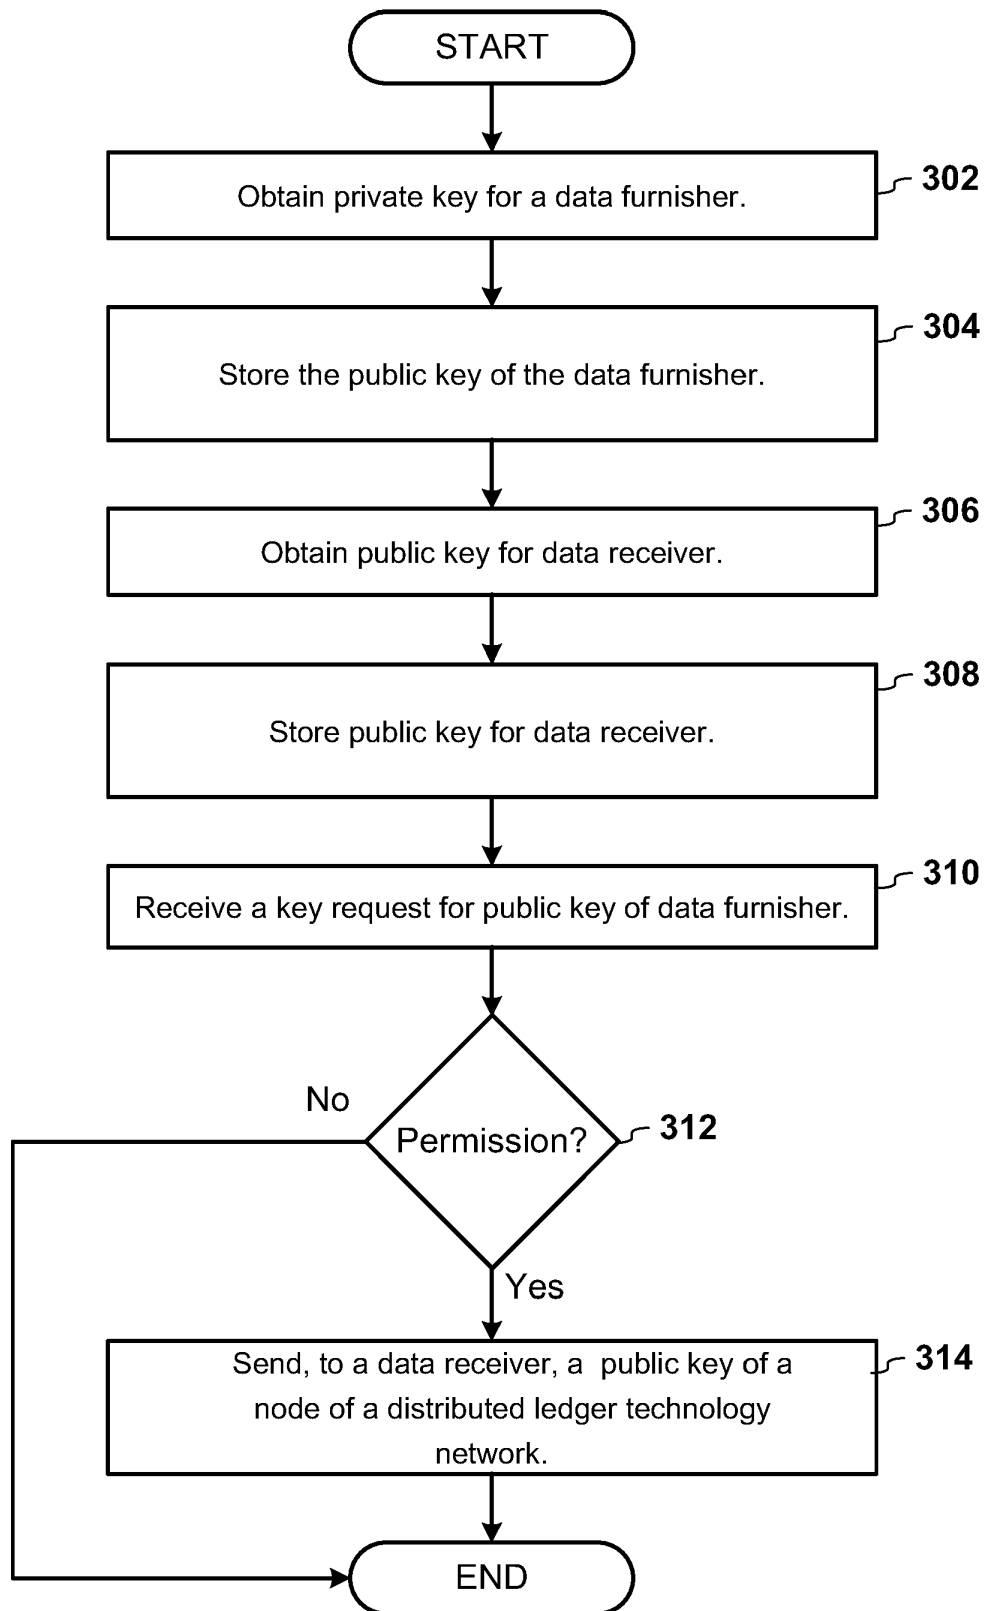 START
Obtain private key for a data furnisher.
302
Store the public key of the data furnisher.
304
Obtain public key for data receiver.
306
Store public key for data receiver.
308
Receive a key request for public key of data furnisher.
310
No
Permission?
312
Yes
Send, to a data receiver, a public key of a
node of a distributed ledger technology
network.
314
END